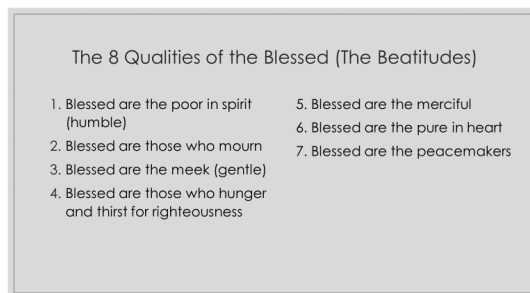 The 8 Qualities of the Blessed (The Beatitudes)
1. Blessed are the poor in spirit
(humble)
2. Blessed are those who mourn
3. Blessed are the meek (gentle)
4. Blessed are those who hunger
and thirst for righteousness
5. Blessed are the merciful
6. Blessed are the pure in heart
7. Blessed are the peacemakers